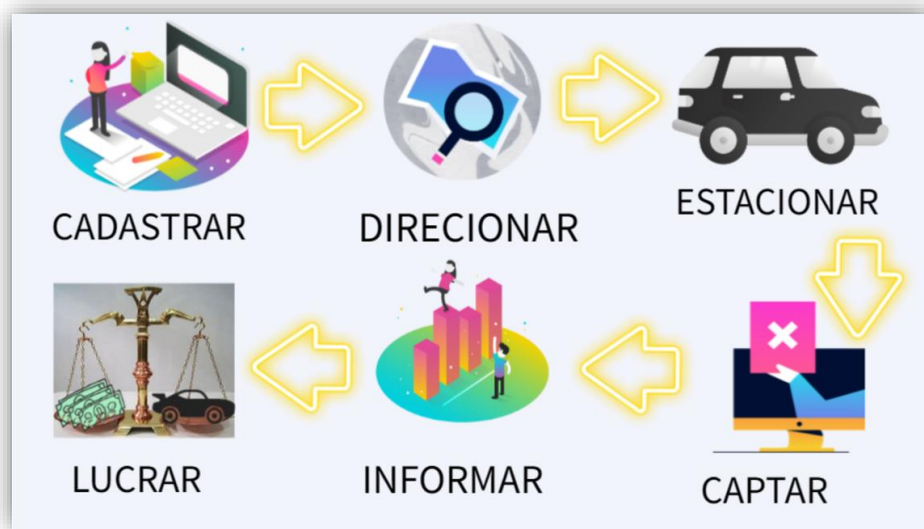 CADASTRAR
DIRECIONAR
ESTACIONAR
CAPTAR
INFORMAR
LUCRAR